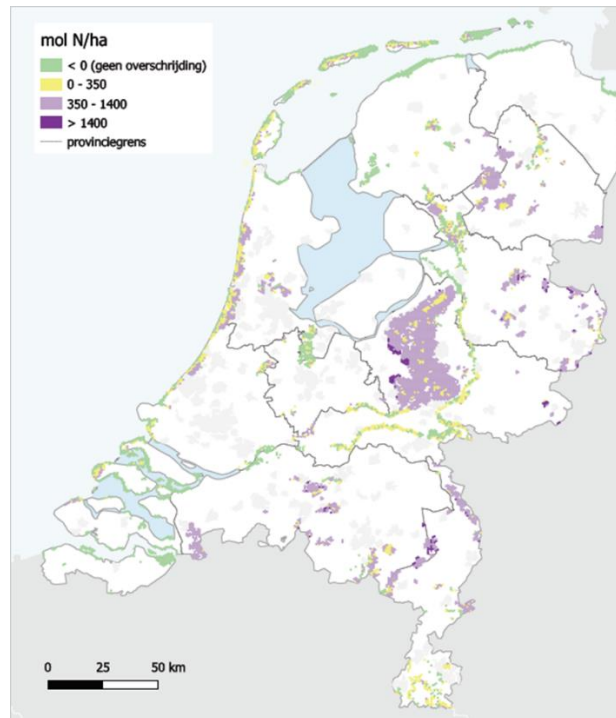 mol N/ha
< 0 (geen overschrijding)
0 - 350
350 - 1400
> 1400
provinciegrens
0 25 50 km